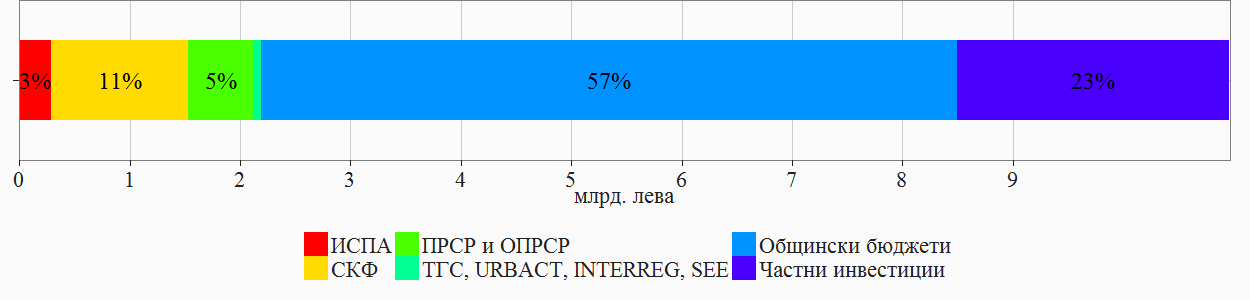 3% 11% 5% 57% 23%
0 1 2 3 4 5 6 7 8 9
млрд. лева
ИСПА ПРСР и ОПРСР Общински бюджети
СКФ ТГС, URBACT, INTERREG, SEE Частни инвестиции